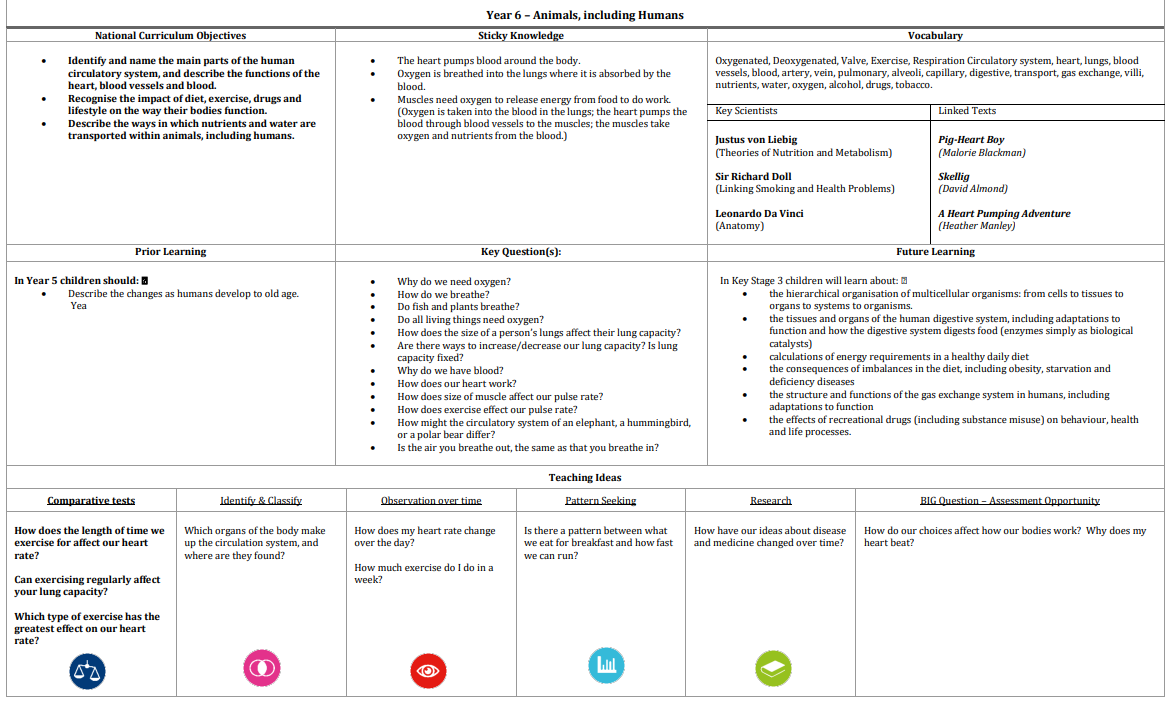 Year 6 – Animals, including Humans
National Curriculum Objectives
• Identify and name the main parts of the human
circulatory system, and describe the functions of the
heart, blood vessels and blood.
• Recognise the impact of diet, exercise, drugs and
lifestyle on the way their bodies function.
• Describe the ways in which nutrients and water are
transported within animals, including humans.
Sticky Knowledge
• The heart pumps blood around the body.
• Oxygen is breathed into the lungs where it is absorbed by the
blood.
• Muscles need oxygen to release energy from food to do work.
(Oxygen is taken into the blood in the lungs; the heart pumps the
blood through blood vessels to the muscles; the muscles take
oxygen and nutrients from the blood.)
Vocabulary
Oxygenated, Deoxygenated, Valve, Exercise, Respiration Circulatory system, heart, lungs, blood
vessels, blood, artery, vein, pulmonary, alveoli, capillary, digestive, transport, gas exchange, villi,
nutrients, water, oxygen, alcohol, drugs, tobacco.
Key Scientists
Justus von Liebig
(Theories of Nutrition and Metabolism)
Sir Richard Doll
(Linking Smoking and Health Problems)
Leonardo Da Vinci
(Anatomy)
Linked Texts
Pig-Heart Boy
(Malorie Blackman)
Skellig
(David Almond)
A Heart Pumping Adventure
(Heather Manley)
Prior Learning
In Year 5 children should:
• Describe the changes as humans develop to old age.
Yea
Key Question(s):
• Why do we need oxygen?
• How do we breathe?
• Do fish and plants breathe?
• Do all living things need oxygen?
• How does the size of a person's lungs affect their lung capacity?
• Are there ways to increase/decrease our lung capacity? Is lung
capacity fixed?
• Why do we have blood?
• How does our heart work?
• How does size of muscle affect our pulse rate?
• How does exercise effect our pulse rate?
• How might the circulatory system of an elephant, a hummingbird,
or a polar bear differ?
• Is the air you breathe out, the same as that you breathe in?
Future Learning
In Key Stage 3 children will learn about:
• the hierarchical organisation of multicellular organisms: from cells to tissues to
organs to systems to organisms.
• the tissues and organs of the human digestive system, including adaptations to
function and how the digestive system digests food (enzymes simply as biological
catalysts)
• calculations of energy requirements in a healthy daily diet
• the consequences of imbalances in the diet, including obesity, starvation and
deficiency diseases
• the structure and functions of the gas exchange system in humans, including
adaptations to function
• the effects of recreational drugs (including substance misuse) on behaviour, health
and life processes.
Teaching Ideas
Comparative tests
How does the length of time we
exercise for affect our heart
rate?
Can exercising regularly affect
your lung capacity?
Which type of exercise has the
greatest effect on our heart
rate?
Identify & Classify
Which organs of the body make
up the circulation system, and
where are they found?
Observation over time
How does my heart rate change
over the day?
How much exercise do I do in a
week?
Pattern Seeking
Is there a pattern between what
we eat for breakfast and how fast
we can run?
Research
How have our ideas about disease
and medicine changed over time?
BIG Question – Assessment Opportunity
How do our choices affect how our bodies work? Why does my
heart beat?